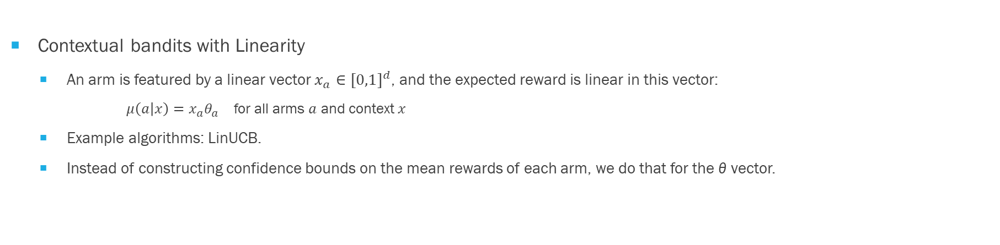 Contextual bandits with Linearity
An arm is featured by a linear vector $x_a \in [0,1]^d$, and the expected reward is linear in this vector:
$\mu(a|x) = x_a\theta_a$ for all arms $a$ and context $x$
Example algorithms: LinUCB.
Instead of constructing confidence bounds on the mean rewards of each arm, we do that for the $\theta$ vector.